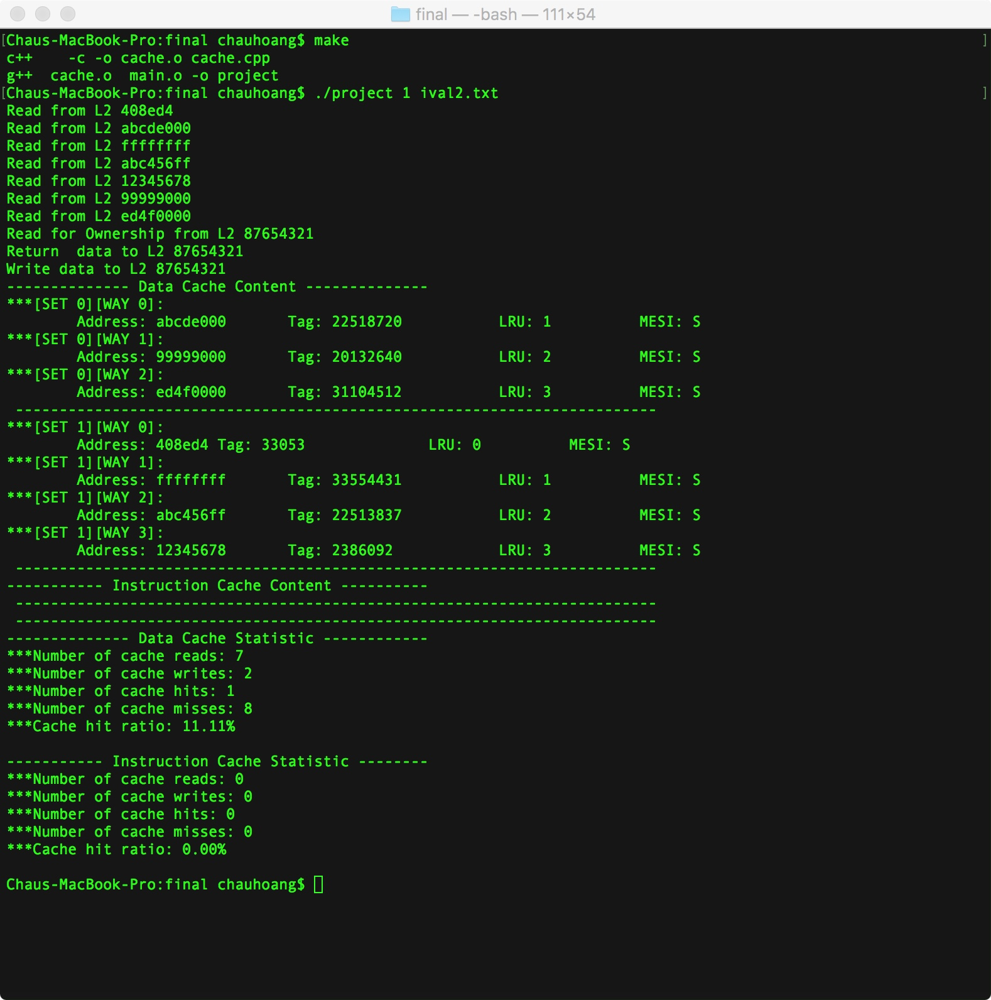 final — -bash — 111×54
[Chaus-MacBook-Pro:final chauhoang$ make ]
c++    -c -o cache.o cache.cpp
g++  cache.o  main.o -o project
[Chaus-MacBook-Pro:final chauhoang$ ./project 1 ival2.txt ]
Read from L2 408ed4
Read from L2 abcde000
Read from L2 ffffffff
Read from L2 abc456ff
Read from L2 12345678
Read from L2 99999000
Read from L2 ed4f0000
Read for Ownership from L2 87654321
Return  data to L2 87654321
Write data to L2 87654321
-------------- Data Cache Content --------------
***[SET 0][WAY 0]:
        Address: abcde000       Tag: 22518720           LRU: 1          MESI: S
***[SET 0][WAY 1]:
        Address: 99999000       Tag: 20132640           LRU: 2          MESI: S
***[SET 0][WAY 2]:
        Address: ed4f0000       Tag: 31104512           LRU: 3          MESI: S
 -------------------------------------------------------------------------
***[SET 1][WAY 0]:
        Address: 408ed4 Tag: 33053              LRU: 0          MESI: S
***[SET 1][WAY 1]:
        Address: ffffffff       Tag: 33554431           LRU: 1          MESI: S
***[SET 1][WAY 2]:
        Address: abc456ff       Tag: 22513837           LRU: 2          MESI: S
***[SET 1][WAY 3]:
        Address: 12345678       Tag: 2386092            LRU: 3          MESI: S
 -------------------------------------------------------------------------
----------- Instruction Cache Content ----------
 -------------------------------------------------------------------------
 -------------------------------------------------------------------------
-------------- Data Cache Statistic ------------
***Number of cache reads: 7
***Number of cache writes: 2
***Number of cache hits: 1
***Number of cache misses: 8
***Cache hit ratio: 11.11%
----------- Instruction Cache Statistic --------
***Number of cache reads: 0
***Number of cache writes: 0
***Number of cache hits: 0
***Number of cache misses: 0
***Cache hit ratio: 0.00%
Chaus-MacBook-Pro:final chauhoang$